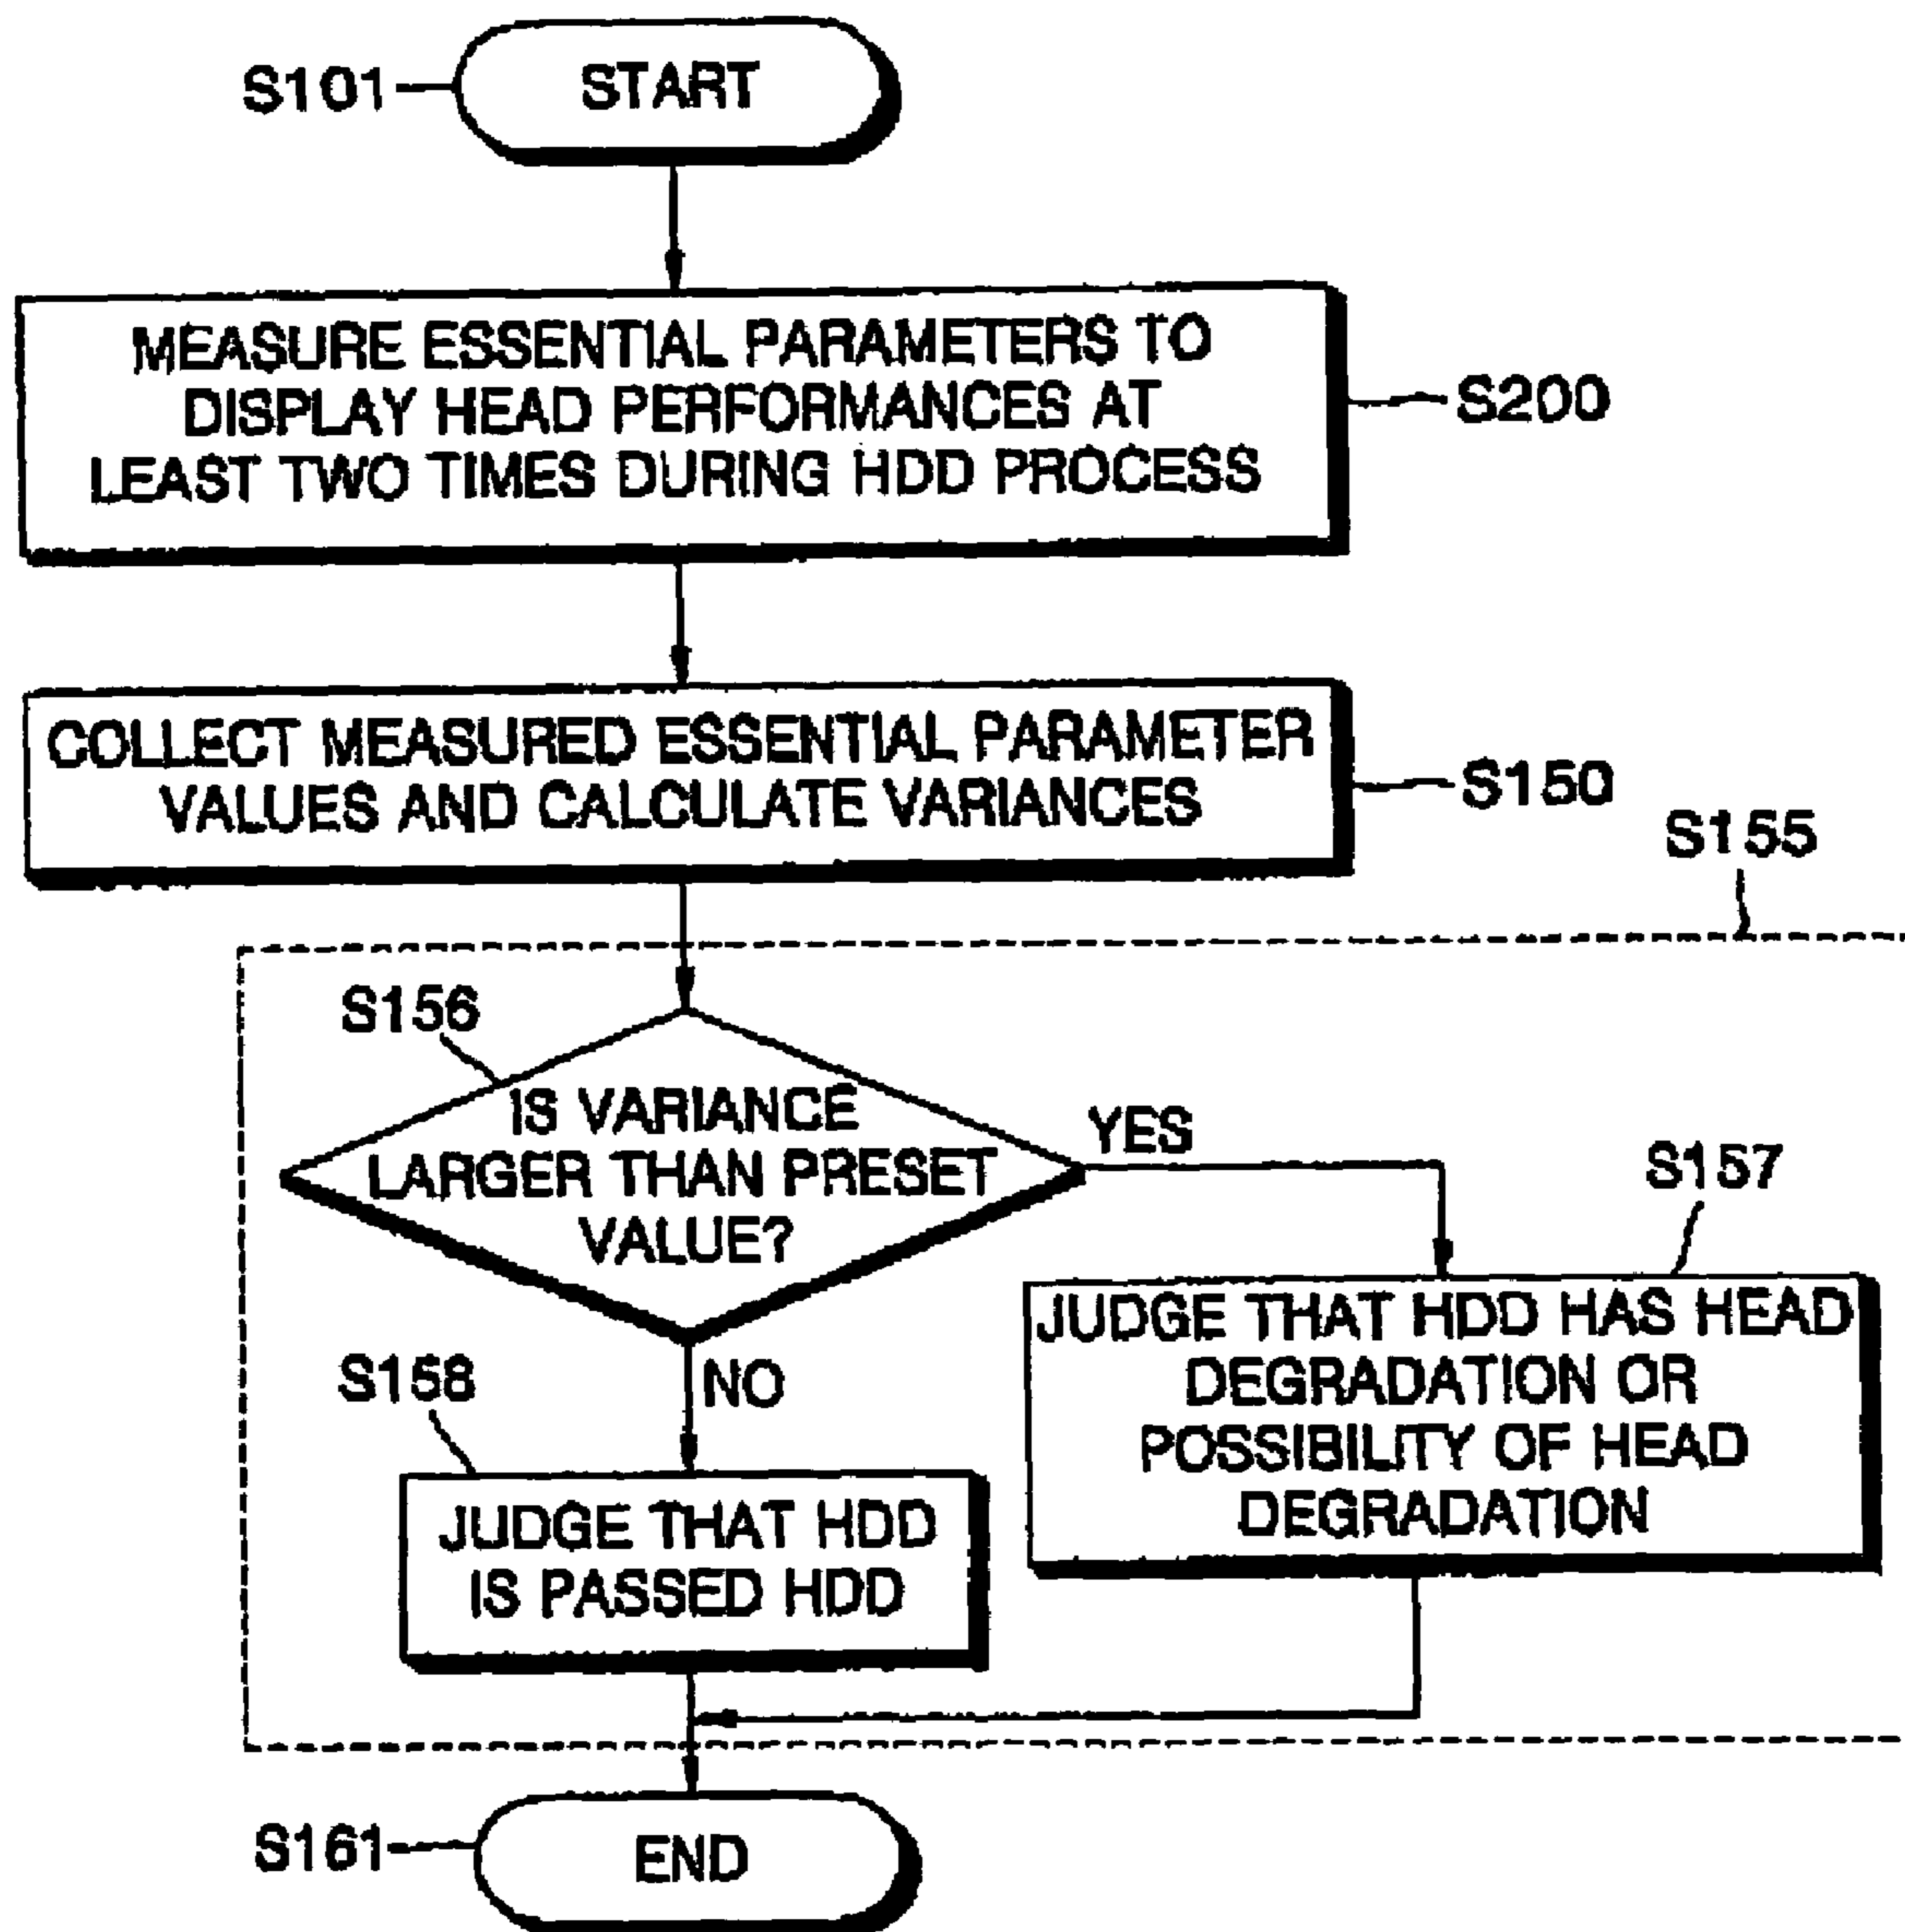 S101
START
MEASURE ESSENTIAL PARAMETERS TO
DISPLAY HEAD PERFORMANCES AT
LEAST TWO TIMES DURING HDD PROCESS
S200
COLLECT MEASURED ESSENTIAL PARAMETER
VALUES AND CALCULATE VARIANCES
S150
S155
S156
IS VARIANCE
LARGER THAN PRESET
VALUE?
YES
S157
JUDGE THAT HDD HAS HEAD
DEGRADATION OR
POSSIBILITY OF HEAD
DEGRADATION
NO
S158
JUDGE THAT HDD
IS PASSED HDD
S161
END